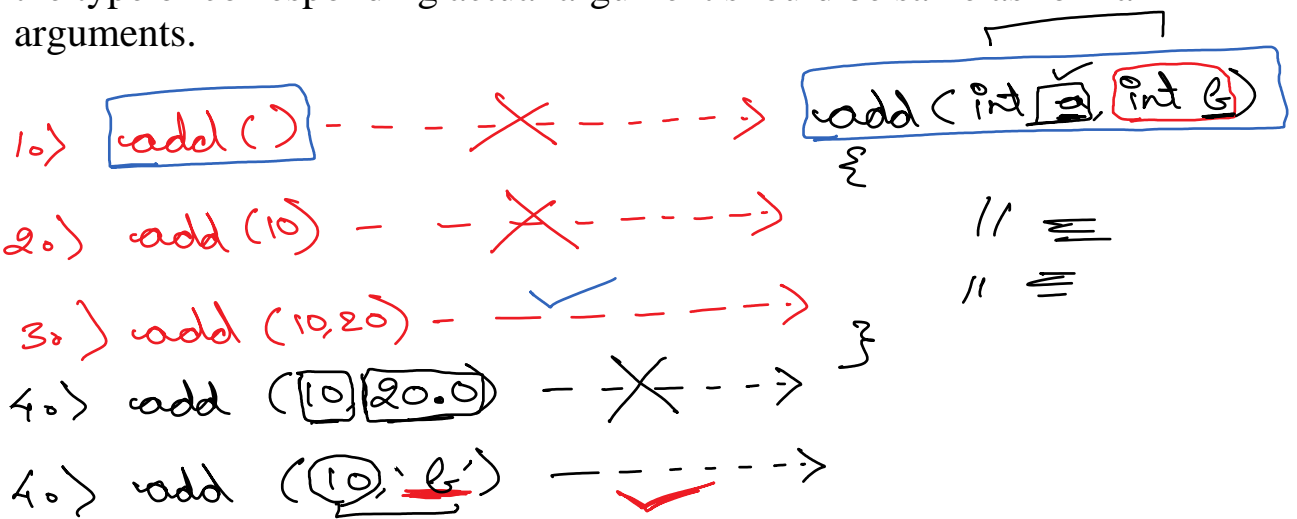 arguments.
add (int a, int b)
1.) add ()
{
2.) add (10)
//
3.) add (10,20)
//
}
4.) add (10, 20.0)
4.) add (10, 'b')